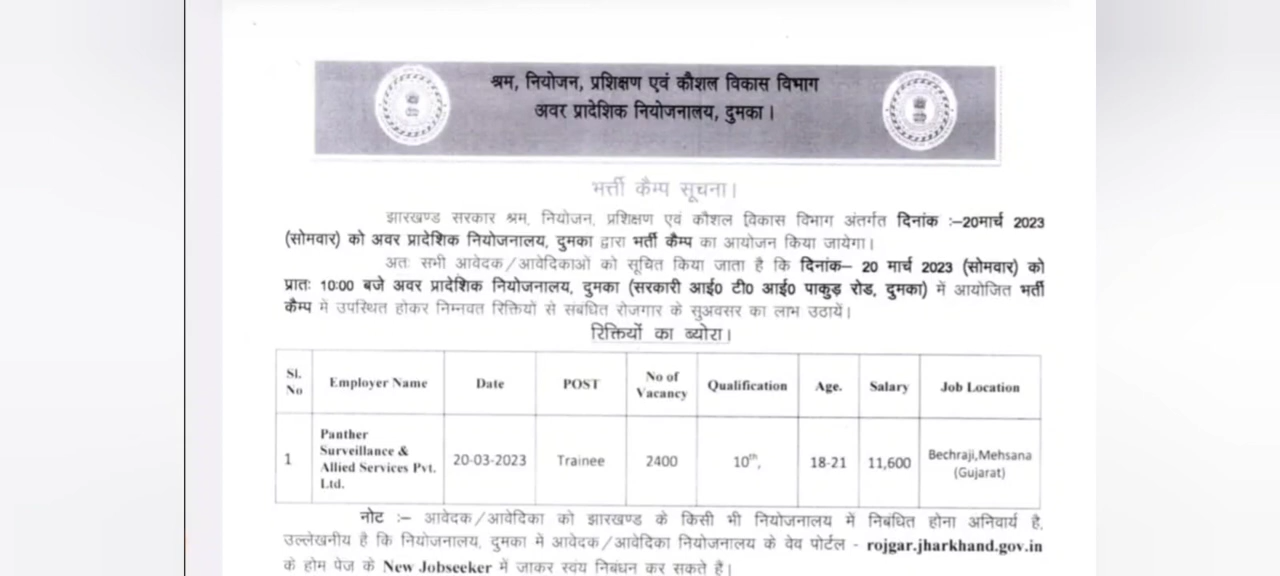 श्रम, नियोजन, प्रशिक्षण एवं कौशल विकास विभाग
अवर प्रादेशिक नियोजनालय, दुमका।
भर्त्ती कैम्प सूचना।
झारखण्ड सरकार श्रम, नियोजन, प्रशिक्षण एवं कौशल विकास विभाग अंतर्गत दिनांक :–20मार्च 2023
(सोमवार) को अवर प्रादेशिक नियोजनालय, दुमका द्वारा भर्ती कैम्प का आयोजन किया जायेगा।
अतः सभी आवेदक/आवेदिकाओं को सूचित किया जाता है कि दिनांक– 20 मार्च 2023 (सोमवार) को
प्रातः 10:00 बजे अवर प्रादेशिक नियोजनालय, दुमका (सरकारी आई0 टी0 आई0 पाकुड़ रोड, दुमका) में आयोजित भर्ती
कैम्प में उपस्थित होकर निम्नवत रिक्तियों से संबंधित रोजगार के सुअवसर का लाभ उठायें।
रिक्तियों का ब्योरा।
Sl. No Employer Name Date POST No of Vacancy Qualification Age. Salary Job Location
1 Panther Surveillance & Allied Services Pvt. Ltd. 20-03-2023 Trainee 2400 10th, 18-21 11,600 Bechraji,Mehsana (Gujarat)
नोट :– आवेदक/आवेदिका को झारखण्ड के किसी भी नियोजनालय में निबंधित होना अनिवार्य है,
उल्लेखनीय है कि नियोजनालय, दुमका मे आवेदक/आवेदिका नियोजनालय के वेव पोर्टल - rojgar.jharkhand.gov.in
के होम पेज के New Jobseeker में जाकर स्वंय निबंधन कर सकते हैं।